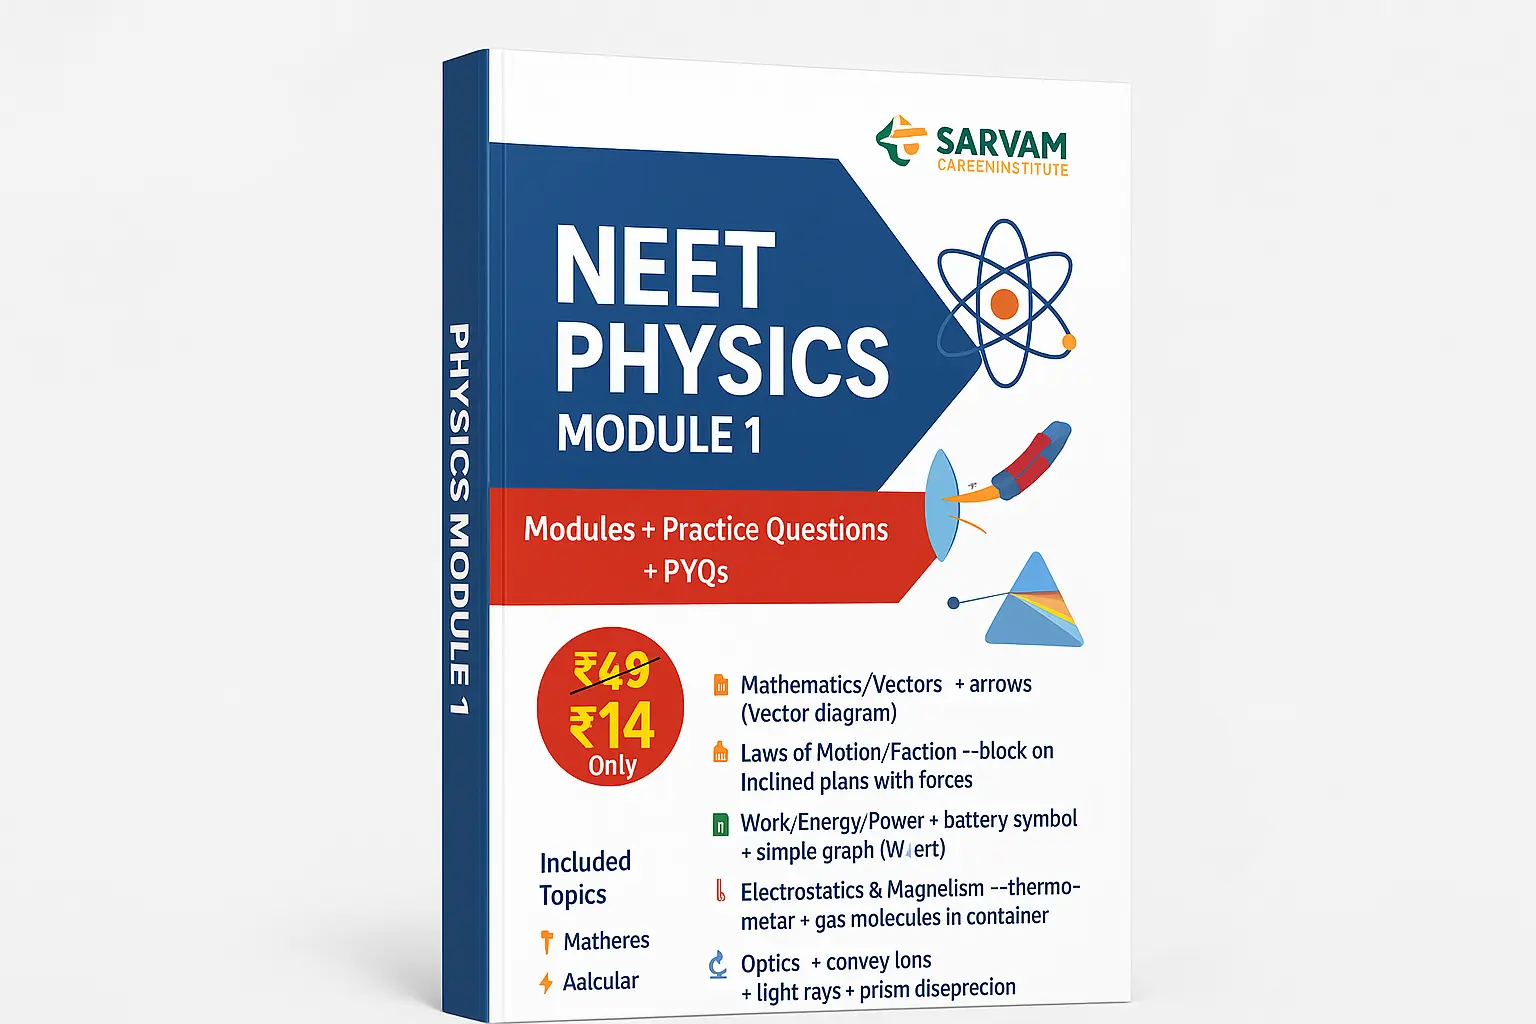 SARVAM
CAREENINSTITUTE
NEET
PHYSICS
MODULE 1
PHYSICS MODULE 1
Modules + Practice Questions
+ PYQs
₹49
₹14
Only
Included
Topics
Matheres
Aalcular
Mathematics/Vectors + arrows
(Vector diagram)
Laws of Motion/Faction --block on
Inclined plans with forces
Work/Energy/Power + battery symbol
+ simple graph (W ert)
Electrostatics & Magnelism --thermo-
metar + gas molecules in container
Optics + convey lons
+ light rays + prism diseprecion